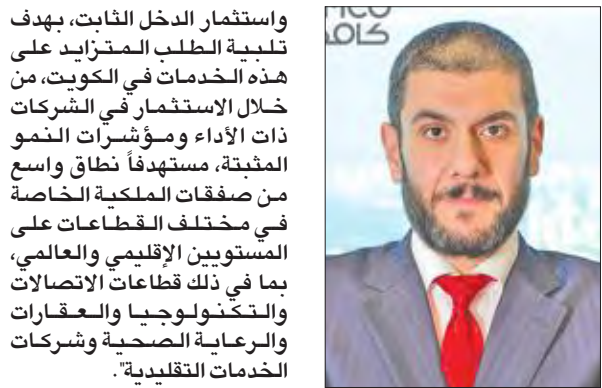 واستثمار الدخل الثابت، بهدف
تلبية الطلب المتزايد على
هذه الخدمات في الكويت، من
خلال الاستثمار في الشركات
ذات الأداء ومؤشرات النمو
المثبتة، مستهدفاً نطاق واسع
من صفقات الملكية الخاصة
في مختلف القطاعات على
المستويين الإقليمي والعالمي،
بما في ذلك قطاعات الاتصالات
والتكنولوجيا والعقارات
والرعاية الصحية وشركات
الخدمات التقليدية".